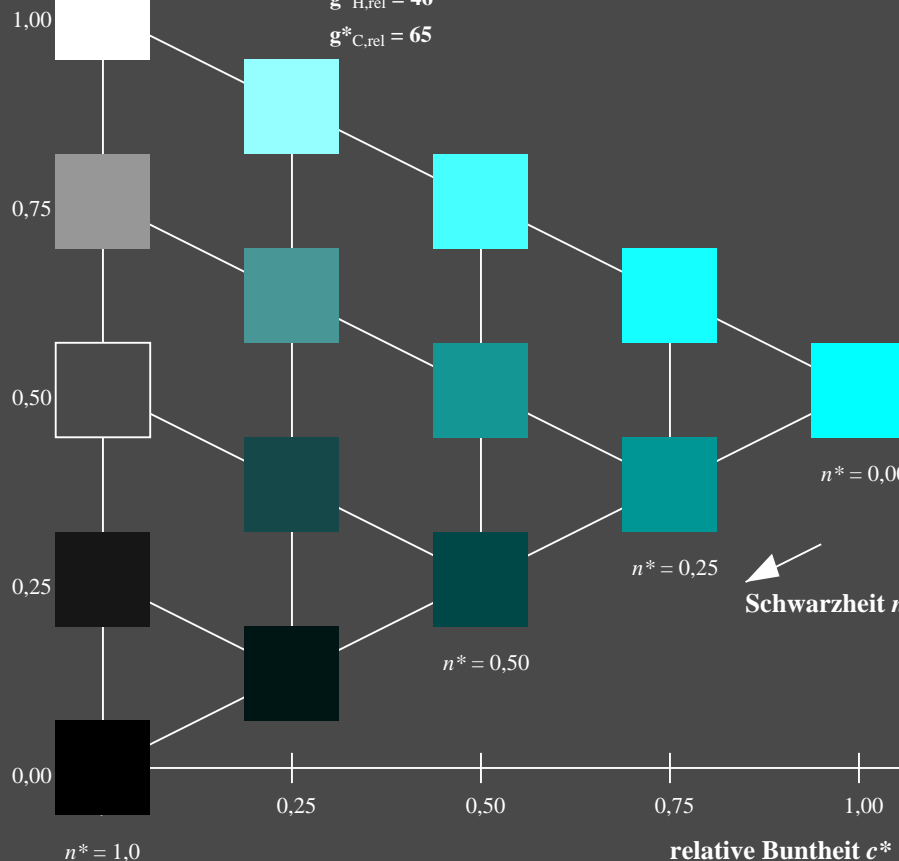 g*H,rel = 46
1,00
g*C,rel = 65
0,75
0,50
n* = 0,00
n* = 0,25
0,25
Schwarzheit n
n* = 0,50
0,00
0,25 0,50 0,75 1,00
n* = 1,0
relative Buntheit c*